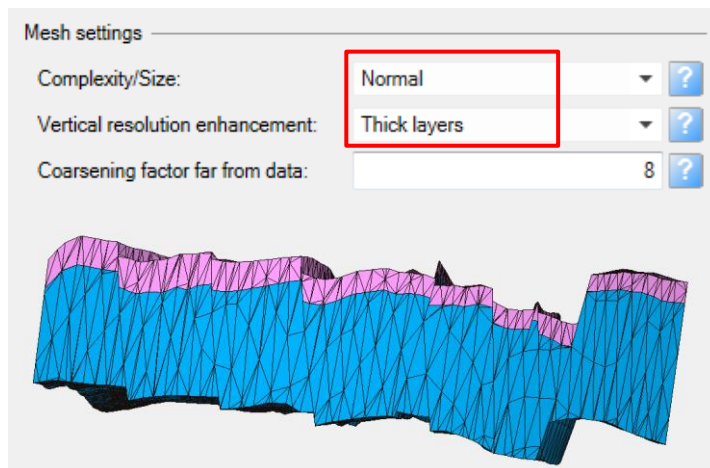 Mesh settings
Complexity/Size: Normal ?
Vertical resolution enhancement: Thick layers ?
Coarsening factor far from data: 8 ?